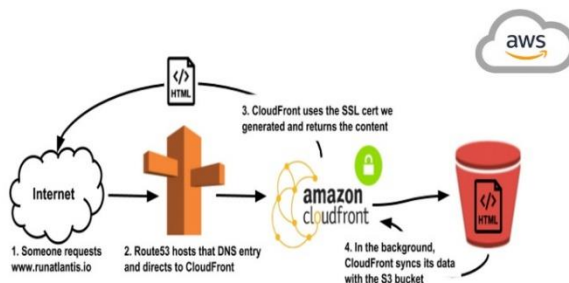 aws
HTML
3. CloudFront uses the SSL cert we
generated and returns the content
Internet
amazon
cloudfront
HTML
1. Someone requests
www.runatlantis.io
2. Route53 hosts that DNS entry
and directs to CloudFront
4. In the background,
CloudFront syncs its data
with the S3 bucket